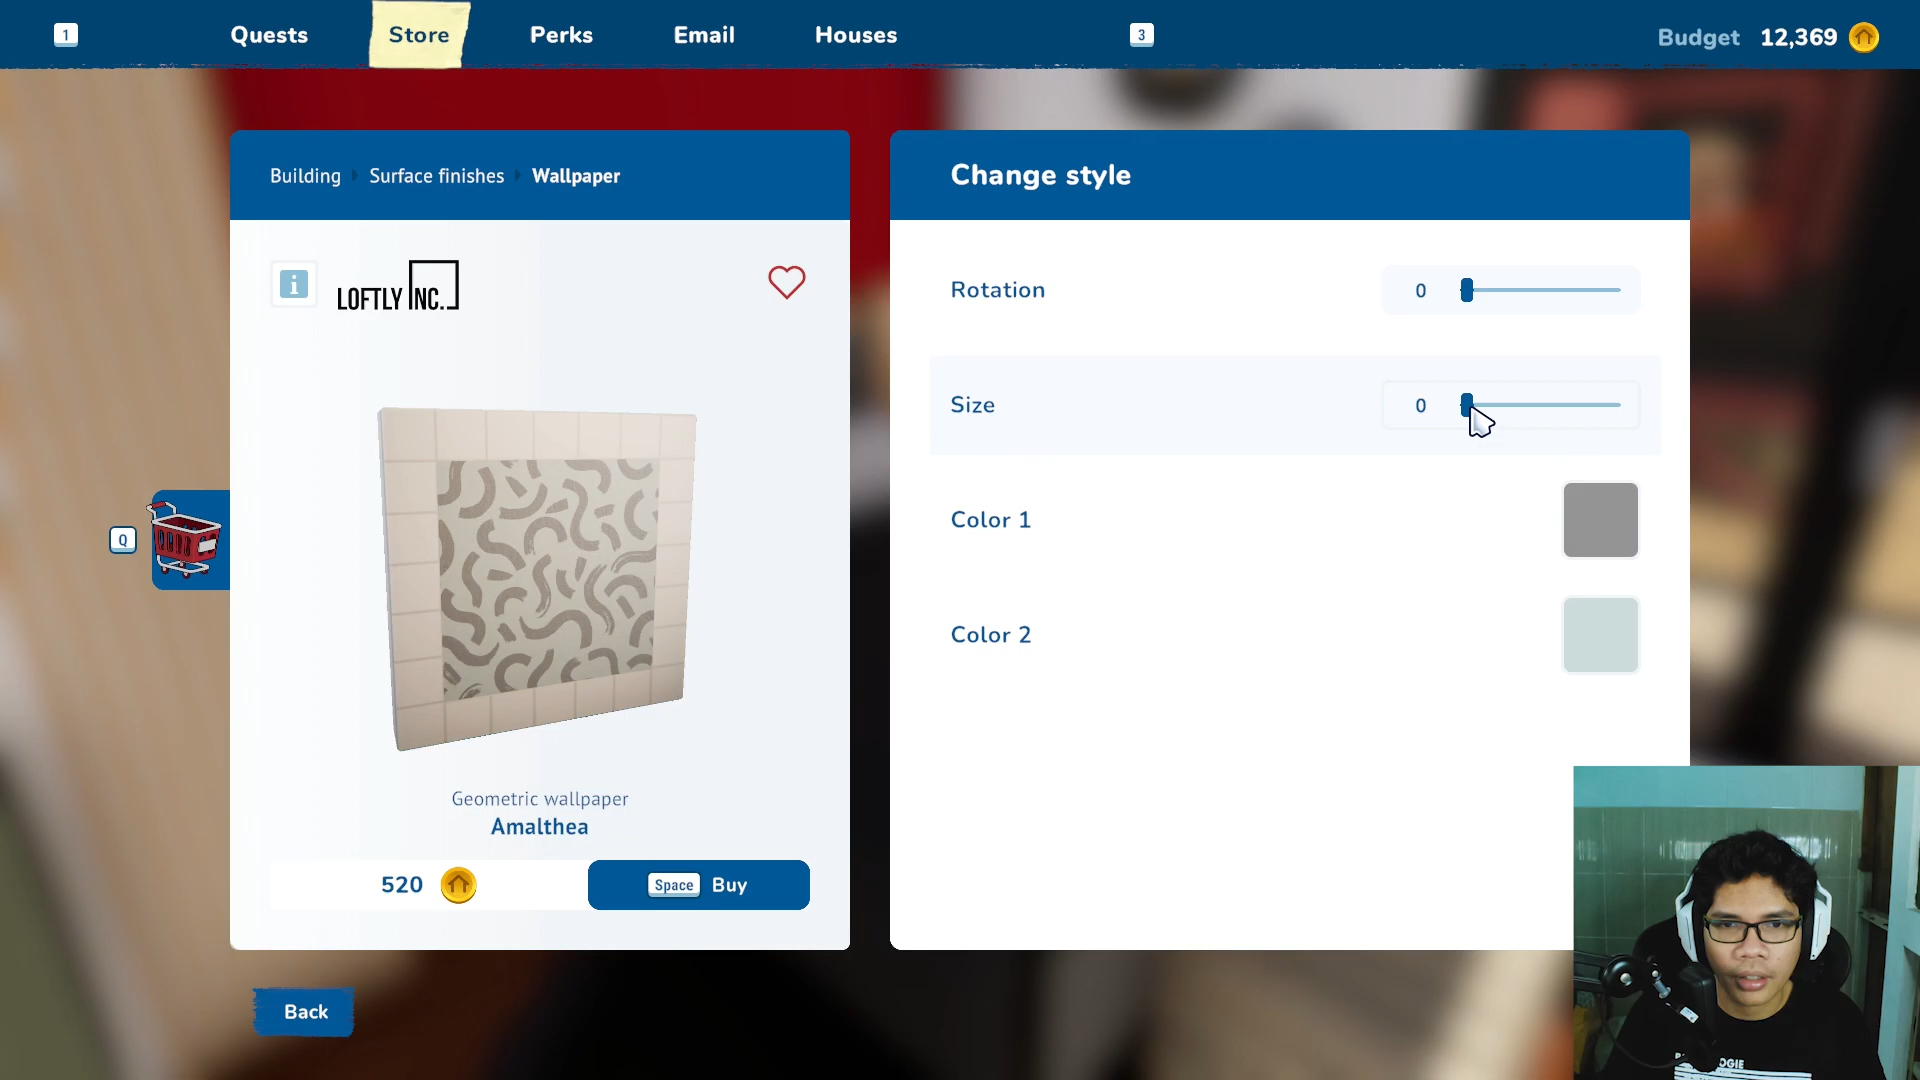 1 Quests Store Perks Email Houses 3 Budget 12,369
Building Surface finishes Wallpaper
Change style
i LOFTLY INC.
Rotation 0
Size 0
Color 1
Q
Color 2
Geometric wallpaper
Amalthea
520 Space Buy
Back